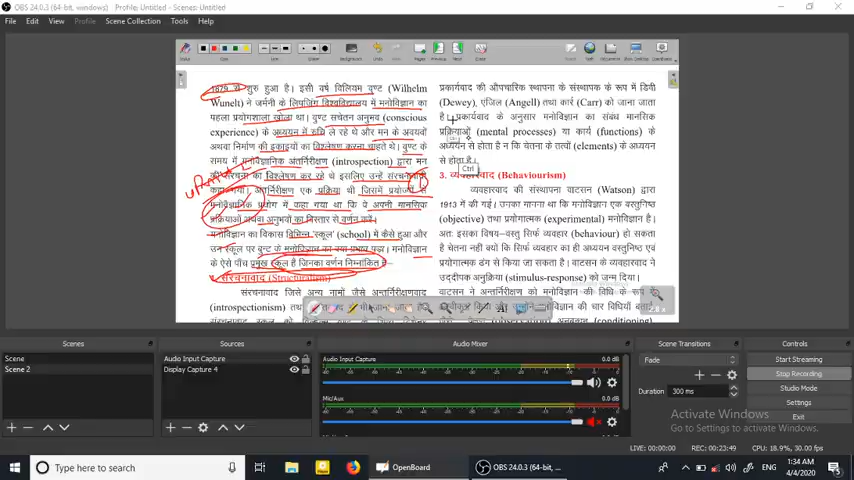 OBS 24.0.3 (64-bit, windows) - Profile: Untitled - Scenes: Untitled
File Edit View Profile Scene Collection Tools Help
1879 से शुरु हुआ है। इसी वर्ष विलियम वुण्ट (Wilhelm
Wunelt) ने जर्मनी के लिपजिग विश्वविद्यालय में मनोविज्ञान का
पहला प्रयोगशाला खोला था। वुण्ट सचेतन अनुभव (conscious
experience) के अध्ययन में रुचि ले रहे थे और मन के अवयवों
अथवा निर्माण की इकाइयों का विश्लेषण करना चाहते थे। वुण्ट के
समय में मनोवैज्ञानिक अंतर्निरीक्षण (introspection) द्वारा मन
की संरचना का विश्लेषण कर रहे थे इसलिए उन्हें संरचनावादी
कहा गया। अंतर्निरीक्षण एक प्रक्रिया थी जिसमें प्रयोज्यों से
मनोवैज्ञानिक प्रयोग में कहा गया था कि वे अपनी मानसिक
प्रक्रियाओं अथवा अनुभवों का विस्तार से वर्णन करें।
मनोविज्ञान का विकास विभिन्न 'स्कूल' (school) में कैसे हुआ और
उन स्कूल पर वुण्ट के मनोविज्ञान का क्या प्रभाव पड़ा। मनोविज्ञान
के ऐसे पाँच प्रमुख स्कूल है जिनका वर्णन निम्नांकित है—
संरचनावाद (Structuralism)
संरचनावाद जिसे अन्य नामों जैसे अन्तर्निरीक्षणवाद
(introspectionism) तथा
प्रकार्यवाद की औपचारिक स्थापना के संस्थापक के रूप में डिवी
(Dewey), एंजिल (Angell) तथा कार्र (Carr) को जाना जाता
है। प्रकार्यवाद के अनुसार मनोविज्ञान का संबंध मानसिक
प्रक्रियाओं (mental processes) या कार्य (functions) के
अध्ययन से होता है न कि चेतना के तत्वों (elements) के अध्ययन
से होता है।
Ctrl
3. व्यवहारवाद (Behaviourism)
व्यवहारवाद की स्थापना वाटसन (Watson) द्वारा
1913 में की गई। उनका मानना था कि मनोविज्ञान एक वस्तुनिष्ठ
(objective) तथा प्रयोगात्मक (experimental) मनोविज्ञान है।
अतः इसका विषय-वस्तु सिर्फ व्यवहार (behaviour) हो सकता
है चेतना नहीं क्यो कि सिर्फ व्यवहार का ही अध्ययन वस्तुनिष्ठ एवं
प्रयोगात्मक ढंग से किया जा सकता है। वाटसन के व्यवहारवाद ने
उद्दीपक अनुक्रिया (stimulus-response) को जन्म दिया।
वाटसन ने अन्तर्निरीक्षण को मनोविज्ञान की विधि के रूप में
मनोविज्ञान की चार विधियाँ
(conditioning)
Scenes
Scene
Scene 2
Sources
Audio Input Capture
Display Capture 4
Audio Mixer
Audio Input Capture 0.0 dB
Mic/Aux 0.0 dB
Scene Transitions
Fade
Duration 300 ms
Controls
Start Streaming
Stop Recording
Studio Mode
Settings
Exit
Activate Windows
Go to Settings to activate Windows.
LIVE: 00:00:00 REC: 00:23:49 CPU: 18.9%, 30.00 fps
Type here to search
OpenBoard
OBS 24.0.3 (64-bit, ...
ENG
1:34 AM
4/4/2020